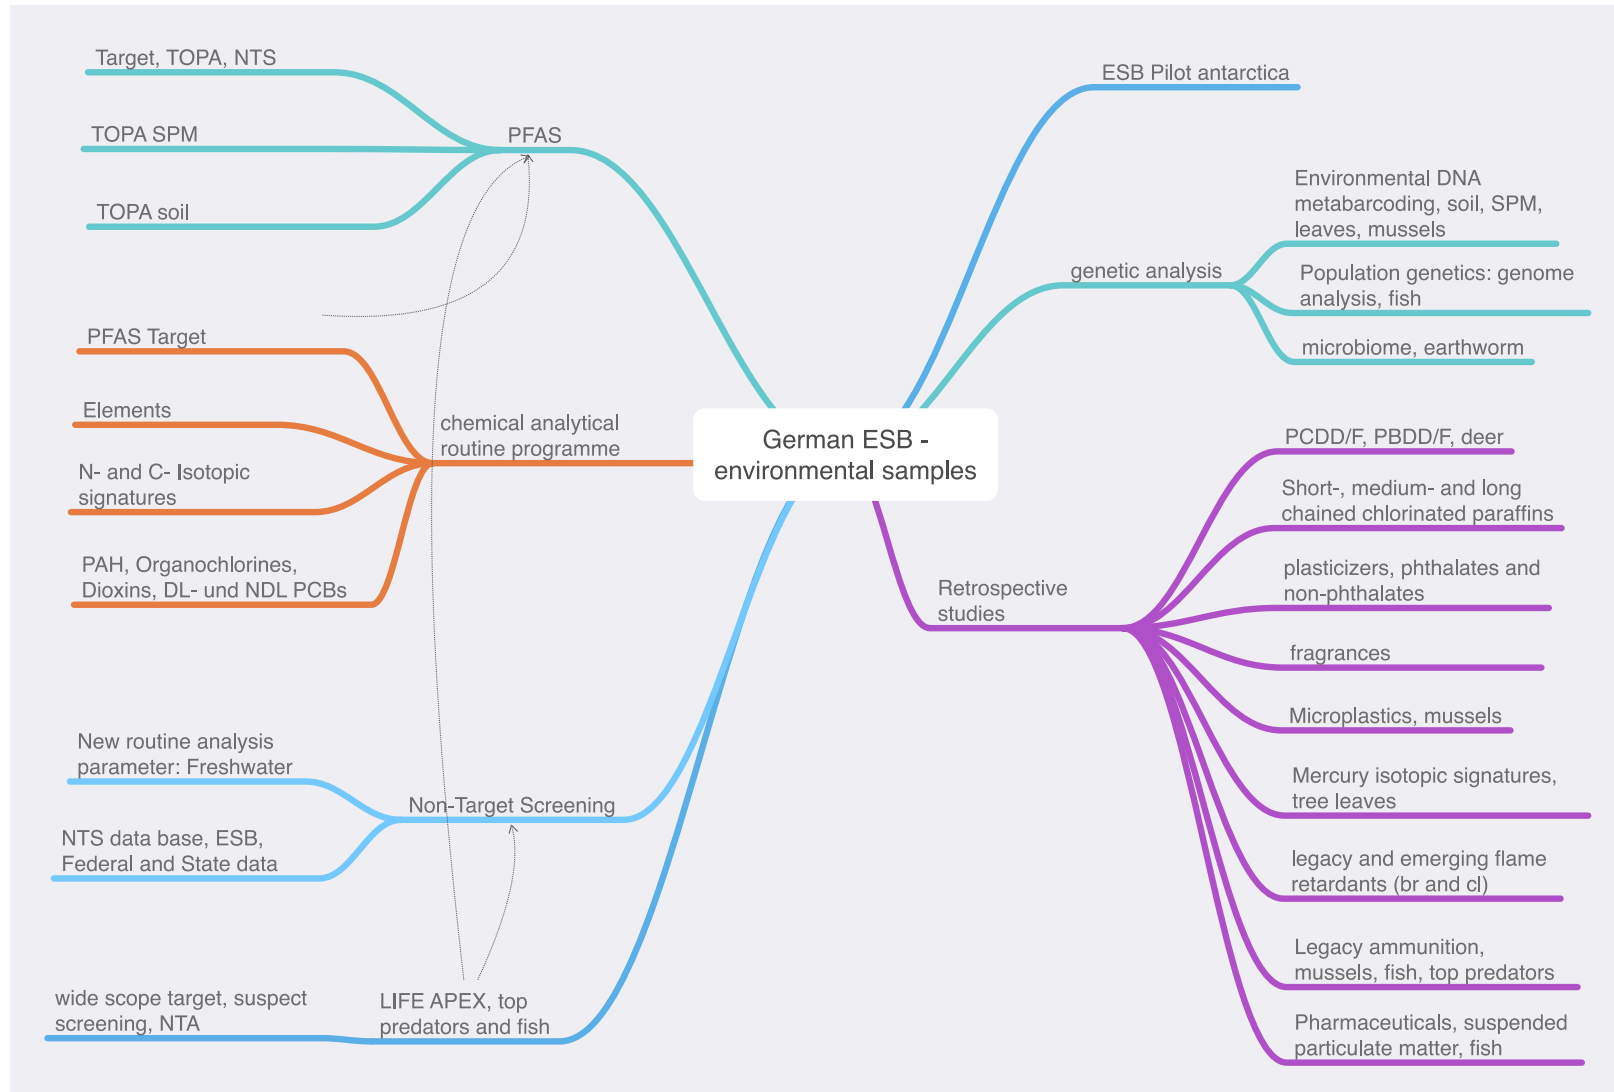 Target, TOPA, NTS
TOPA SPM
TOPA soil
PFAS
PFAS Target
Elements
N- and C- Isotopic
signatures
PAH, Organochlorines,
Dioxins, DL- und NDL PCBs
chemical analytical
routine programme
New routine analysis
parameter: Freshwater
NTS data base, ESB,
Federal and State data
Non-Target Screening
wide scope target, suspect
screening, NTA
LIFE APEX, top
predators and fish
German ESB -
environmental samples
ESB Pilot antarctica
genetic analysis
Environmental DNA
metabarcoding, soil, SPM,
leaves, mussels
Population genetics: genome
analysis, fish
microbiome, earthworm
Retrospective
studies
PCDD/F, PBDD/F, deer
Short-, medium- and long
chained chlorinated paraffins
plasticizers, phthalates and
non-phthalates
fragrances
Microplastics, mussels
Mercury isotopic signatures,
tree leaves
legacy and emerging flame
retardants (br and cl)
Legacy ammunition,
mussels, fish, top predators
Pharmaceuticals, suspended
particulate matter, fish